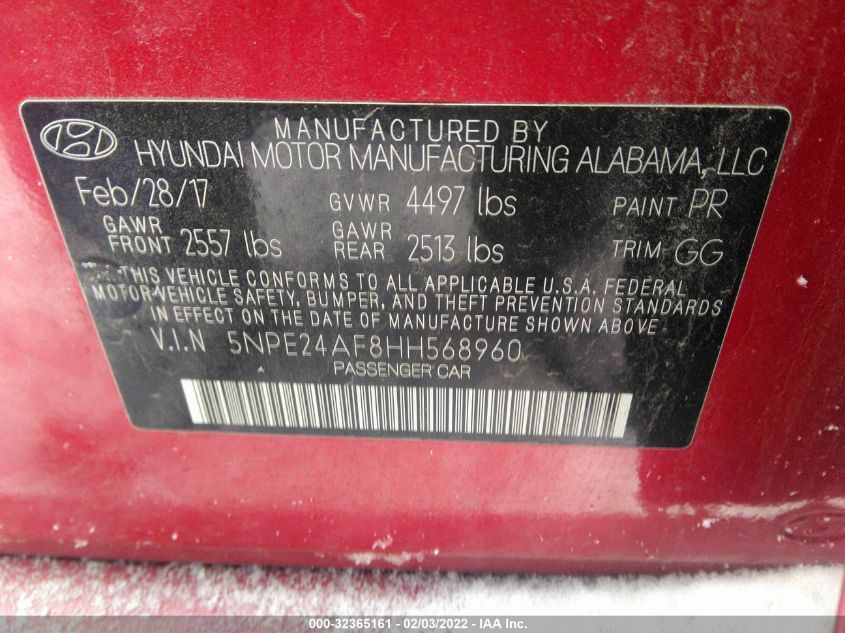 MANUFACTURED BY
HYUNDAI MOTOR MANUFACTURING ALABAMA, LLC
Feb/28/17 GVWR 4497 lbs PAINT PR
GAWR FRONT 2557 lbs GAWR REAR 2513 lbs TRIM GG
THIS VEHICLE CONFORMS TO ALL APPLICABLE U.S.A. FEDERAL
MOTOR-VEHICLE SAFETY, BUMPER, AND THEFT PREVENTION STANDARDS
IN EFFECT ON THE DATE OF MANUFACTURE SHOWN ABOVE
V.I.N 5NPE24AF8HH568960
PASSENGER CAR
000-32365161 - 02/03/2022 - IAA Inc.